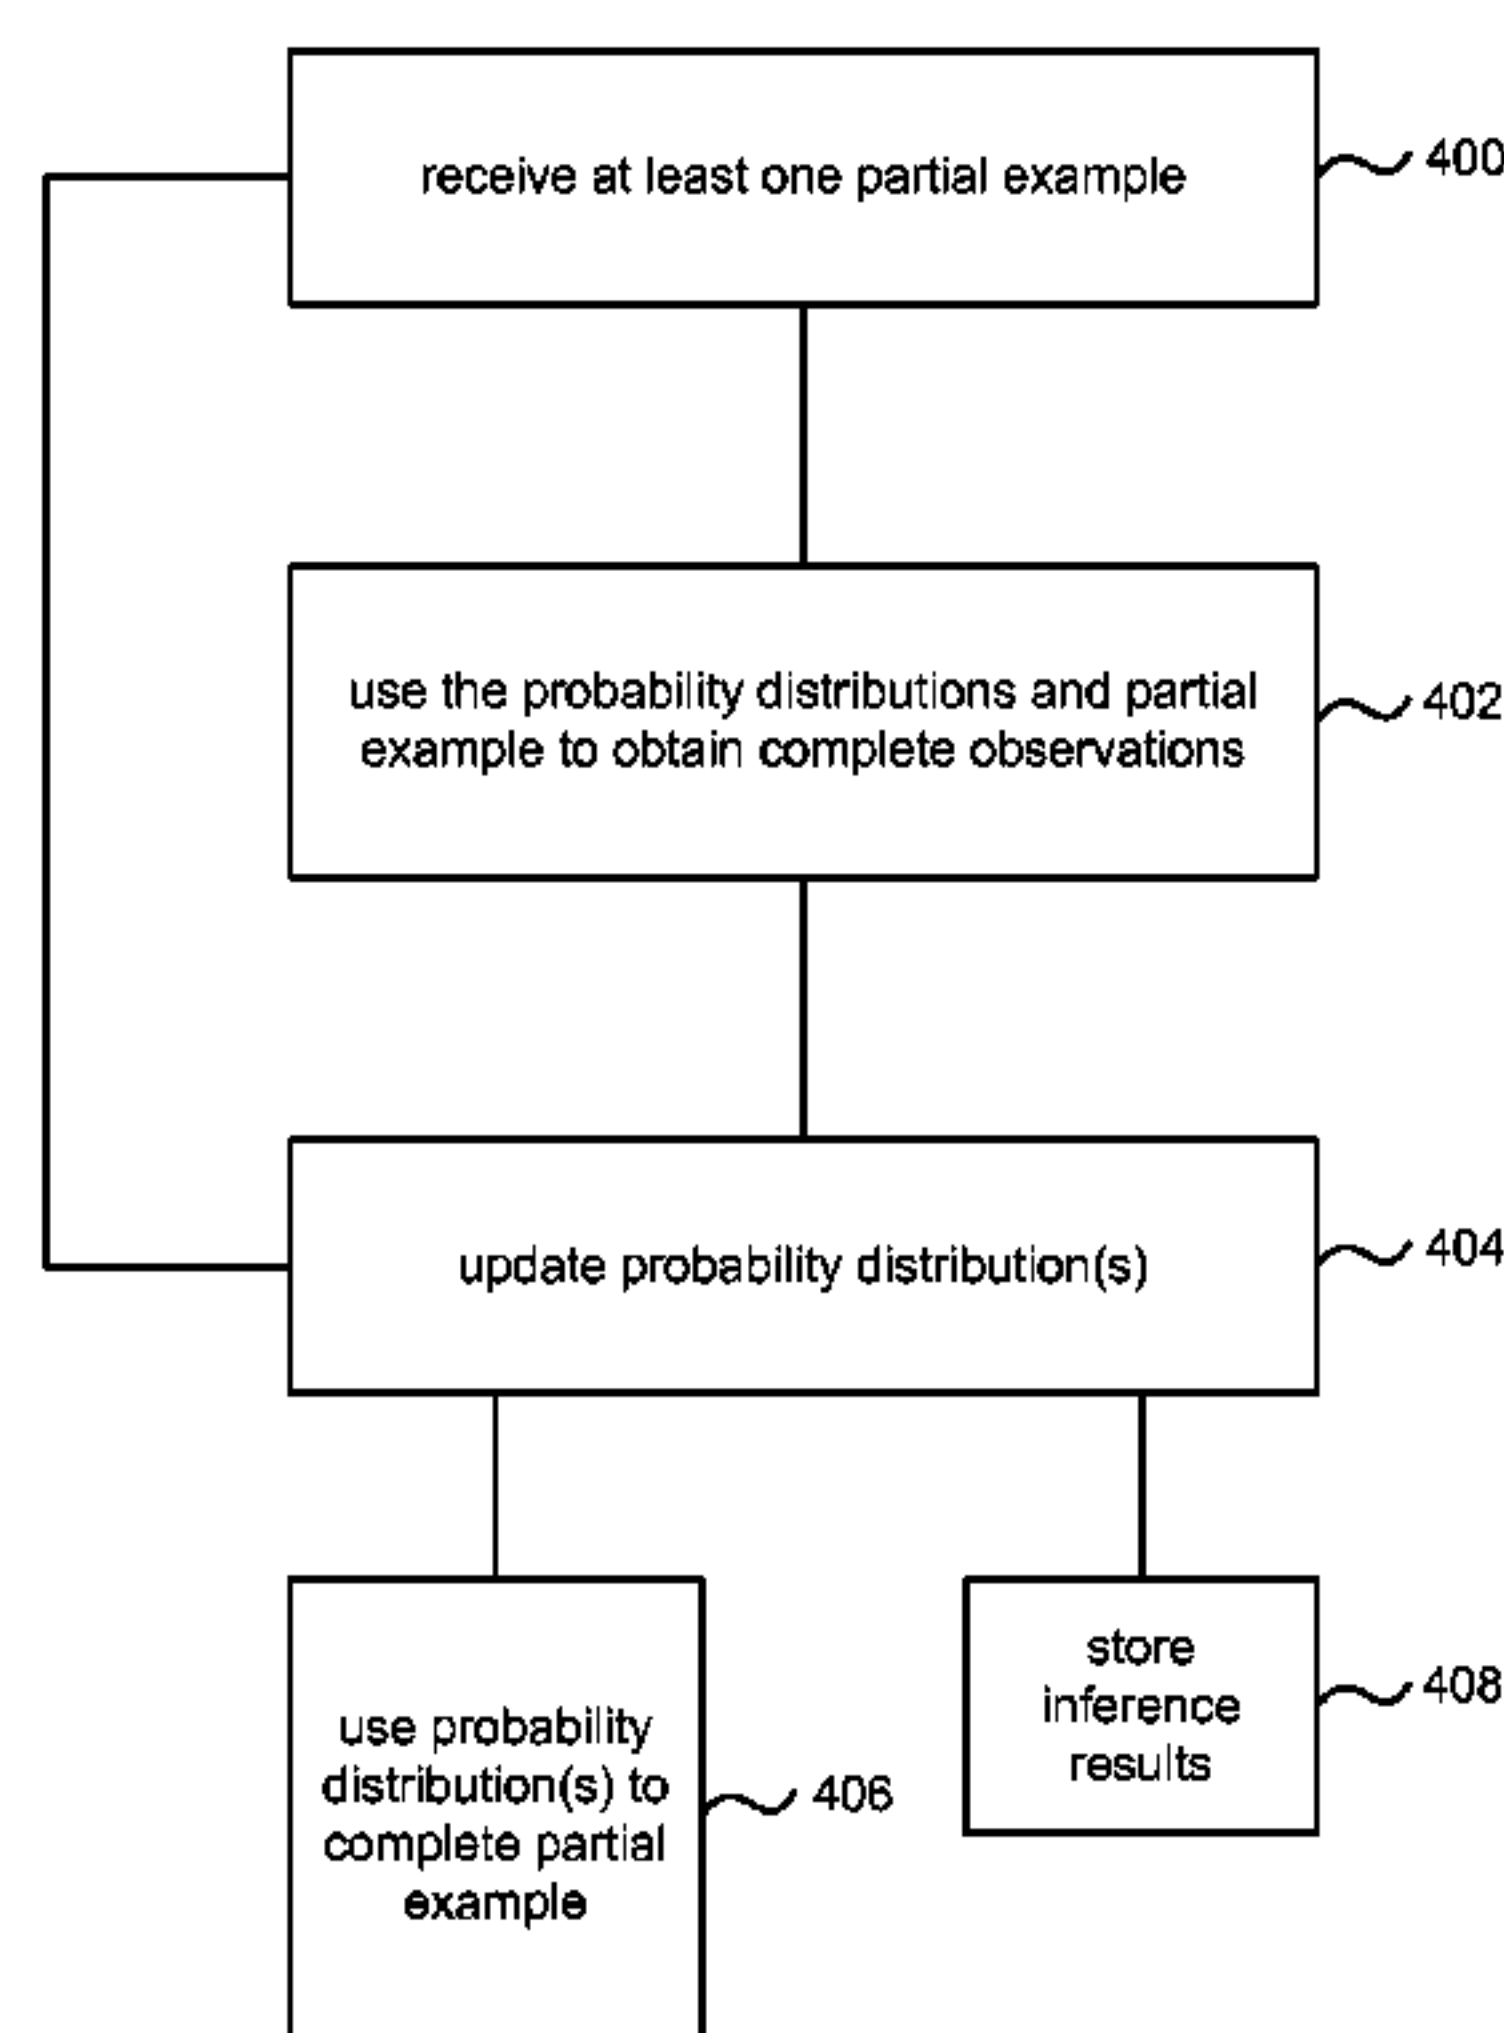 receive at least one partial example
400
use the probability distributions and partial
example to obtain complete observations
402
update probability distribution(s)
404
use probability
distribution(s) to
complete partial
example
406
store
inference
results
408